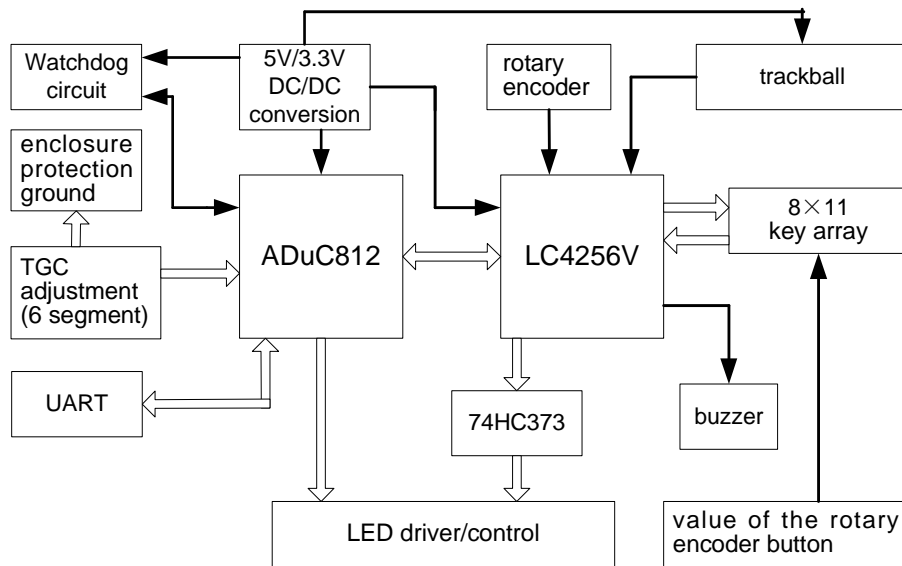 Watchdog
circuit
5V/3.3V
DC/DC
conversion
rotary
encoder
trackball
enclosure
protection
ground
ADuC812
LC4256V
8×11
key array
TGC
adjustment
(6 segment)
UART
74HC373
buzzer
LED driver/control
value of the rotary
encoder button